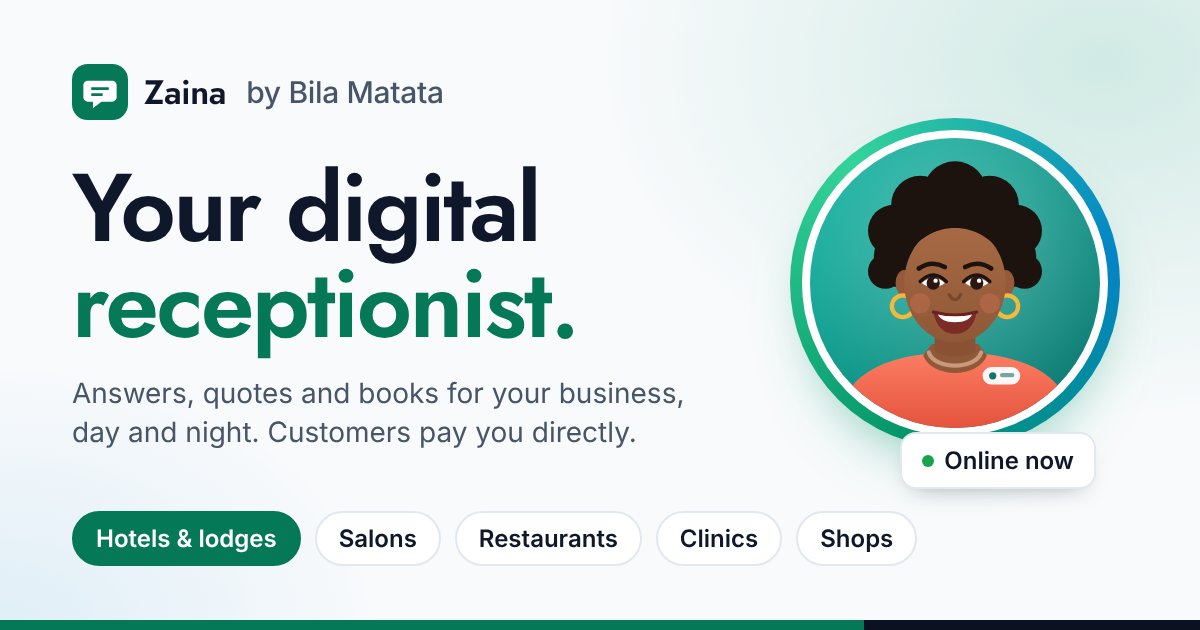 Zaina by Bila Matata
Your digital
receptionist.
Answers, quotes and books for your business,
day and night. Customers pay you directly.
Online now
Hotels & lodges
Salons
Restaurants
Clinics
Shops